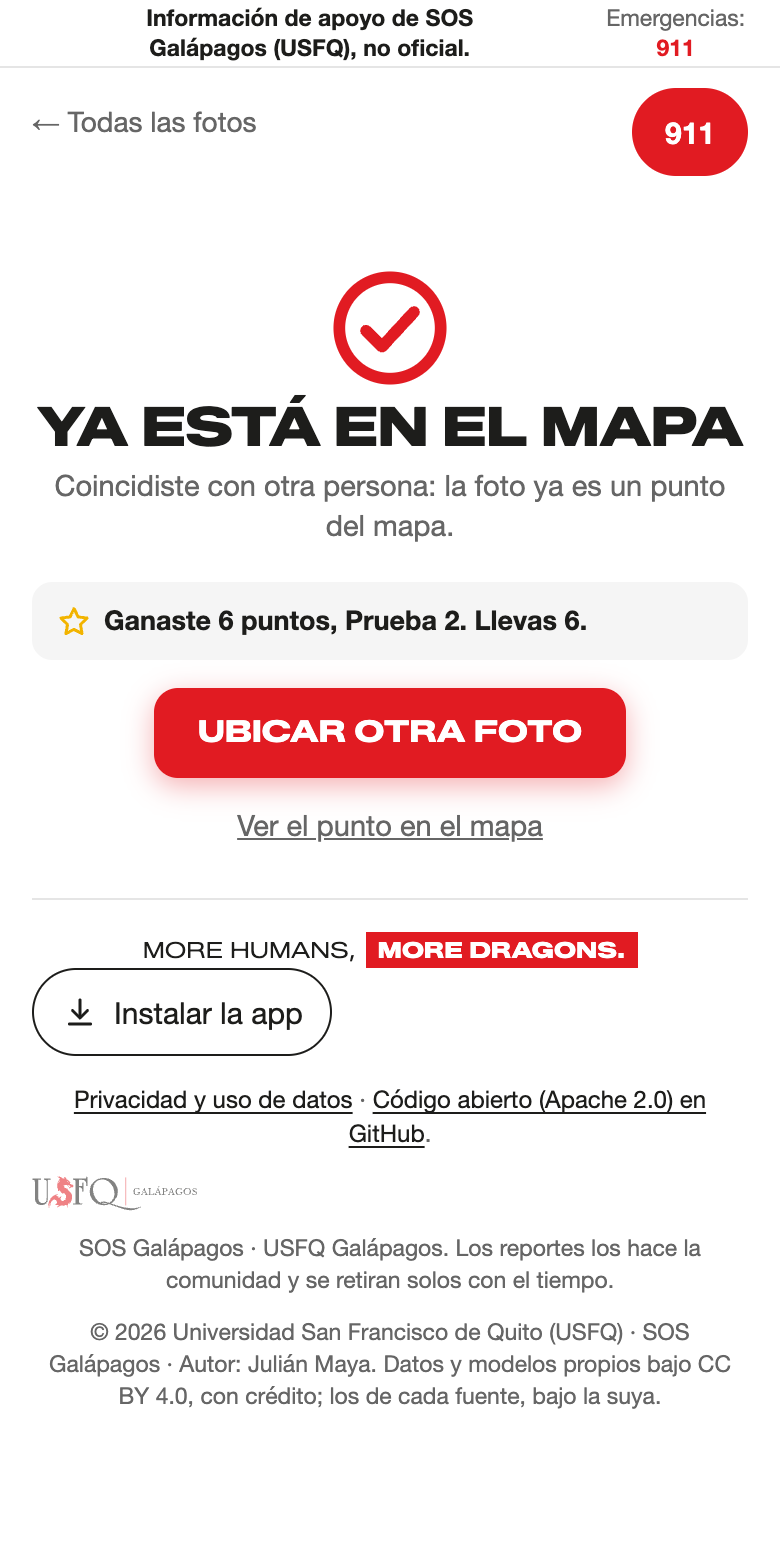 Información de apoyo de SOS
Galápagos (USFQ), no oficial.
Emergencias:
911
← Todas las fotos
911
YA ESTÁ EN EL MAPA
Coincidiste con otra persona: la foto ya es un punto
del mapa.
Ganaste 6 puntos, Prueba 2. Llevas 6.
UBICAR OTRA FOTO
Ver el punto en el mapa
MORE HUMANS, MORE DRAGONS.
Instalar la app
Privacidad y uso de datos · Código abierto (Apache 2.0) en
GitHub.
USFQ GALÁPAGOS
SOS Galápagos · USFQ Galápagos. Los reportes los hace la
comunidad y se retiran solos con el tiempo.
© 2026 Universidad San Francisco de Quito (USFQ) · SOS
Galápagos · Autor: Julián Maya. Datos y modelos propios bajo CC
BY 4.0, con crédito; los de cada fuente, bajo la suya.